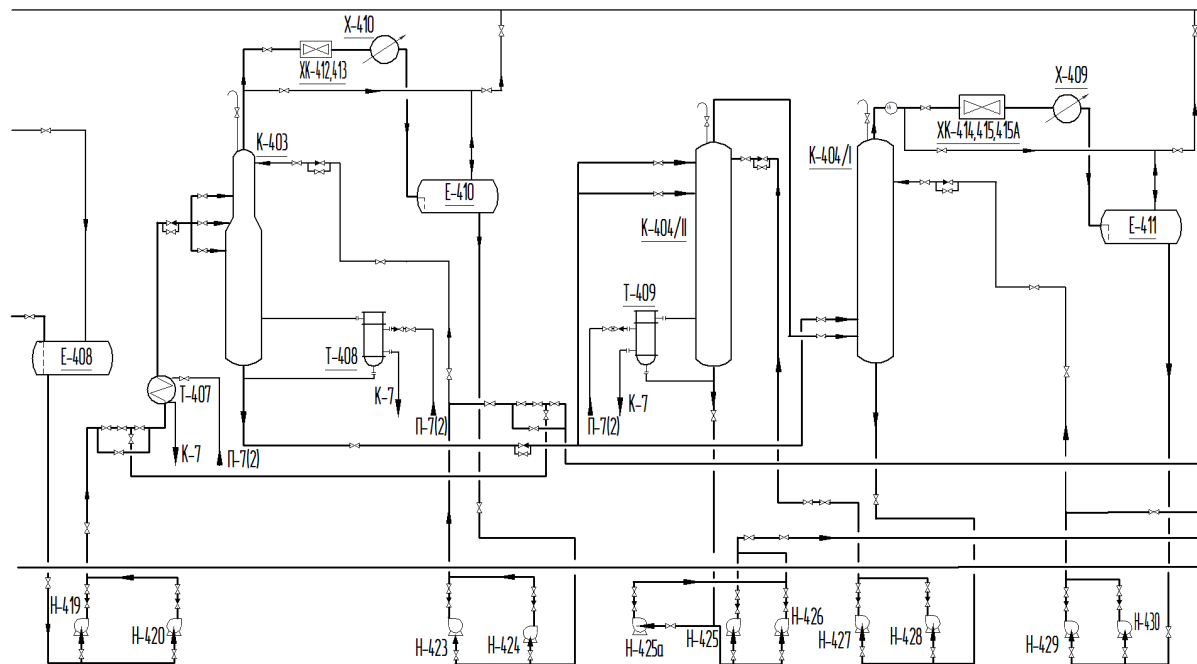 Х-410
ХК-412,413
Х-409
ХК-414,415,415А
К-403
К-404/I
Е-410
К-404/II
Е-411
Т-409
Е-408
Т-408
Т-407
К-7
П-7(2)
К-7
П-7(2)
П-7(2)
К-7
Н-419
Н-420
Н-423
Н-424
Н-425а
Н-425
Н-426
Н-427
Н-428
Н-429
Н-430